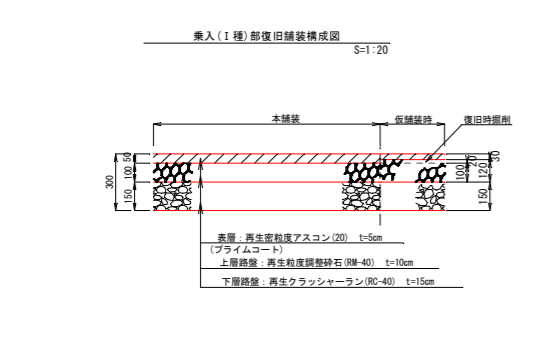 乗入(Ⅰ種)部復旧舗装構成図
S=1:20
本舗装
仮舗装時
復旧時掘削
50
100
150
300
20
30
100
120
150
表層：再生密粒度アスコン(20) t=5cm
(プライムコート)
上層路盤：再生粒度調整砕石(RM-40) t=10cm
下層路盤：再生クラッシャーラン(RC-40) t=15cm